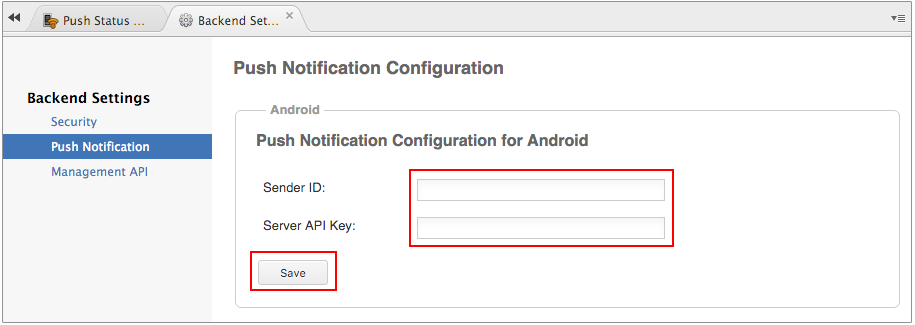 Push Status ...
Backend Set...
Backend Settings
Security
Push Notification
Management API
Push Notification Configuration
Android
Push Notification Configuration for Android
Sender ID:
Server API Key:
Save